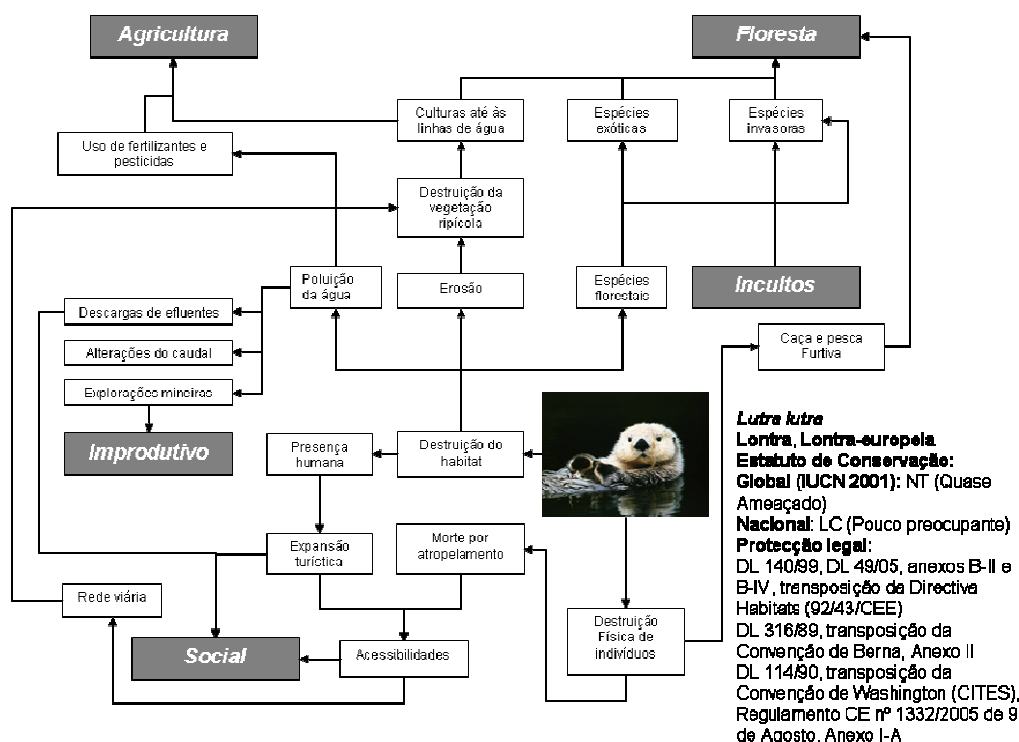 Agricultura
Floresta
Culturas até às
linhas de água
Espécies
exóticas
Espécies
invasoras
Uso de fertilizantes e
pesticidas
Destruição da
vegetação
ripícola
Poluição
da água
Erosão
Espécies
florestais
Incultos
Descargas de efluentes
Alterações do caudal
Explorações mineiras
Caça e pesca
Furtiva
Improdutivo
Presença
humana
Destruição do
habitat
Expansão
turística
Morte por
atropelamento
Rede viária
Social
Acessibilidades
Destruição
Física de
indivíduos
Lutra lutra
Lontra, Lontra-europeia
Estatuto de Conservação:
Global (IUCN 2001): NT (Quase
Ameaçado)
Nacional: LC (Pouco preocupante)
Protecção legal:
DL 140/99, DL 49/05, anexos B-II e
B-IV, transposição da Directiva
Habitats (92/43/CEE)
DL 316/89, transposição da
Convenção de Berna, Anexo II
DL 114/90, transposição da
Convenção de Washington (CITES),
Regulamento CE nº 1332/2005 de 9
de Agosto. Anexo I-A